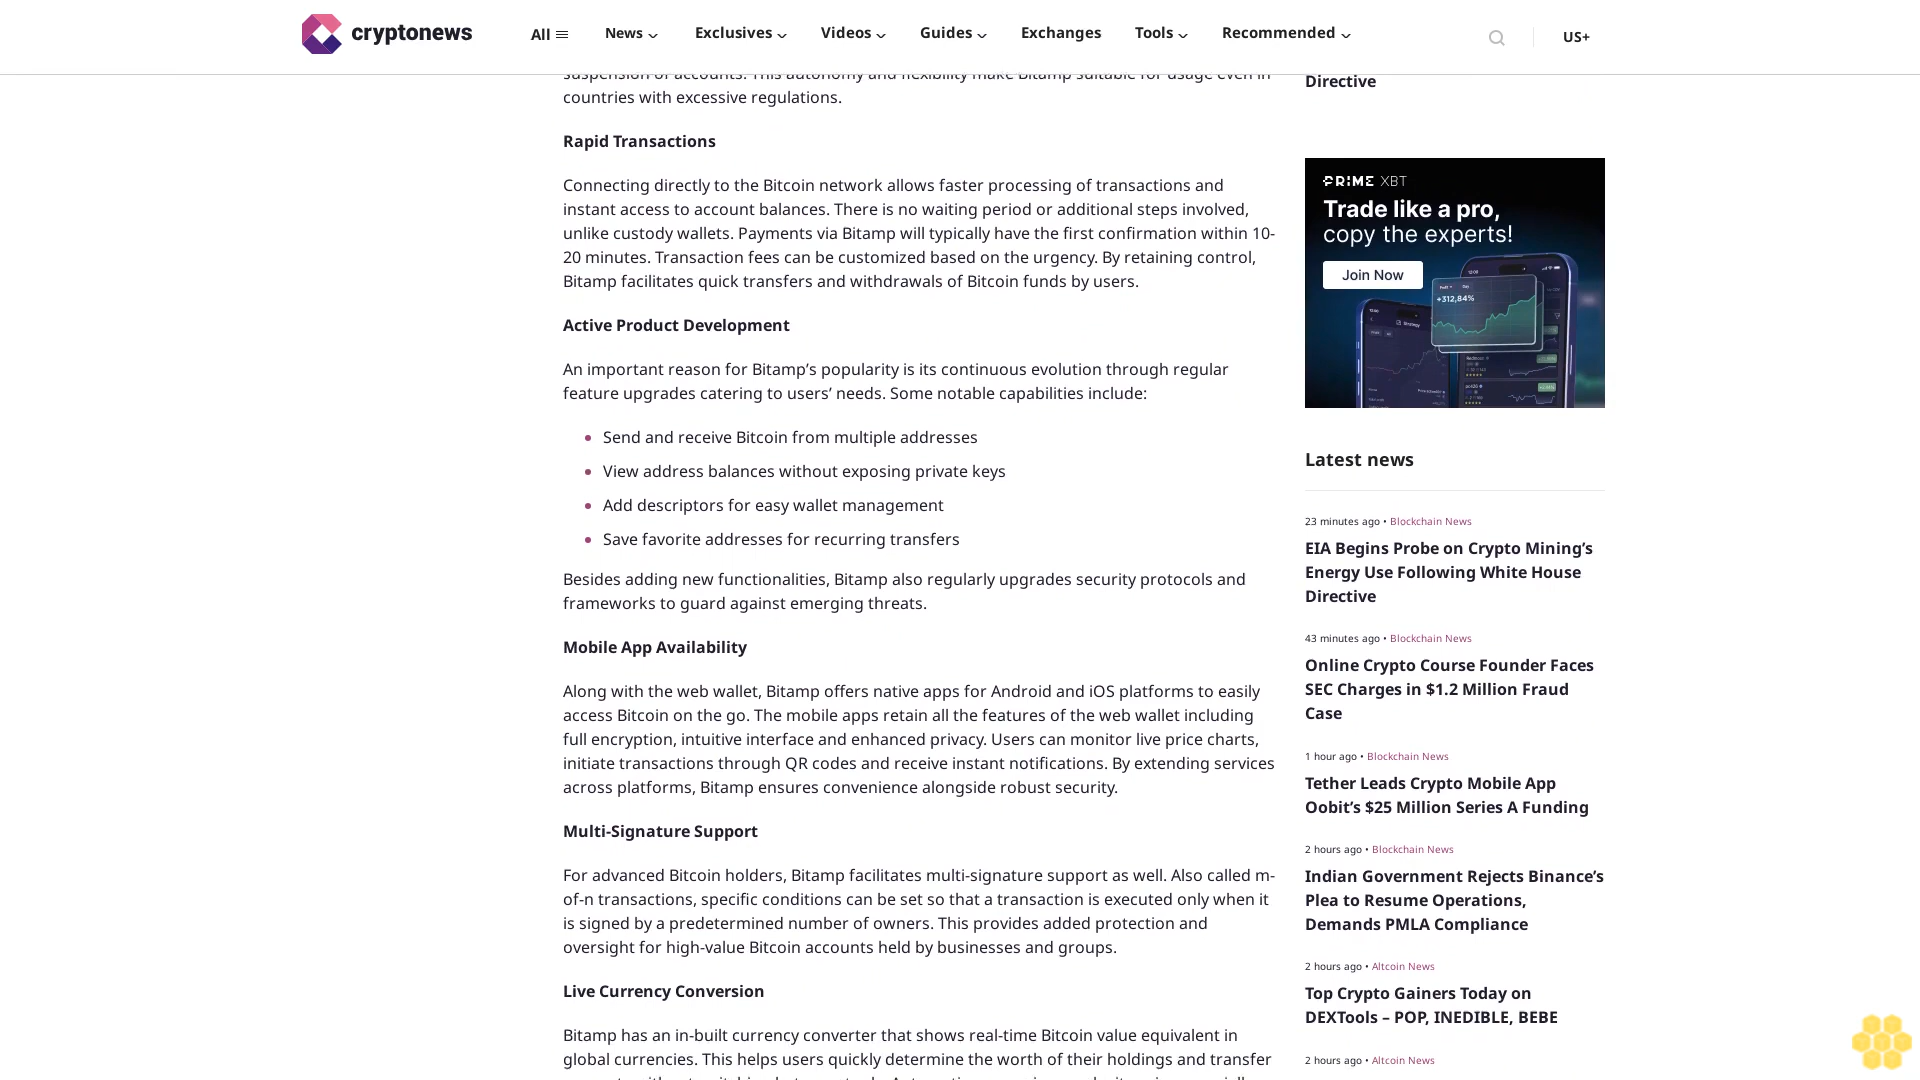 cryptonews
All
News
Exclusives
Videos
Guides
Exchanges
Tools
Recommended
US+
suspension of accounts. This autonomy and flexibility make Bitamp suitable for usage even in
countries with excessive regulations.
Rapid Transactions
Connecting directly to the Bitcoin network allows faster processing of transactions and
instant access to account balances. There is no waiting period or additional steps involved,
unlike custody wallets. Payments via Bitamp will typically have the first confirmation within 10-
20 minutes. Transaction fees can be customized based on the urgency. By retaining control,
Bitamp facilitates quick transfers and withdrawals of Bitcoin funds by users.
Active Product Development
An important reason for Bitamp’s popularity is its continuous evolution through regular
feature upgrades catering to users’ needs. Some notable capabilities include:
Send and receive Bitcoin from multiple addresses
View address balances without exposing private keys
Add descriptors for easy wallet management
Save favorite addresses for recurring transfers
Besides adding new functionalities, Bitamp also regularly upgrades security protocols and
frameworks to guard against emerging threats.
Mobile App Availability
Along with the web wallet, Bitamp offers native apps for Android and iOS platforms to easily
access Bitcoin on the go. The mobile apps retain all the features of the web wallet including
full encryption, intuitive interface and enhanced privacy. Users can monitor live price charts,
initiate transactions through QR codes and receive instant notifications. By extending services
across platforms, Bitamp ensures convenience alongside robust security.
Multi-Signature Support
For advanced Bitcoin holders, Bitamp facilitates multi-signature support as well. Also called m-
of-n transactions, specific conditions can be set so that a transaction is executed only when it
is signed by a predetermined number of owners. This provides added protection and
oversight for high-value Bitcoin accounts held by businesses and groups.
Live Currency Conversion
Bitamp has an in-built currency converter that shows real-time Bitcoin value equivalent in
global currencies. This helps users quickly determine the worth of their holdings and transfer
Directive
PRIME XBT
Trade like a pro,
copy the experts!
Join Now
+312,84%
Strategy
Latest news
23 minutes ago • Blockchain News
EIA Begins Probe on Crypto Mining’s
Energy Use Following White House
Directive
43 minutes ago • Blockchain News
Online Crypto Course Founder Faces
SEC Charges in $1.2 Million Fraud
Case
1 hour ago • Blockchain News
Tether Leads Crypto Mobile App
Oobit’s $25 Million Series A Funding
2 hours ago • Blockchain News
Indian Government Rejects Binance’s
Plea to Resume Operations,
Demands PMLA Compliance
2 hours ago • Altcoin News
Top Crypto Gainers Today on
DEXTools – POP, INEDIBLE, BEBE
2 hours ago • Altcoin News